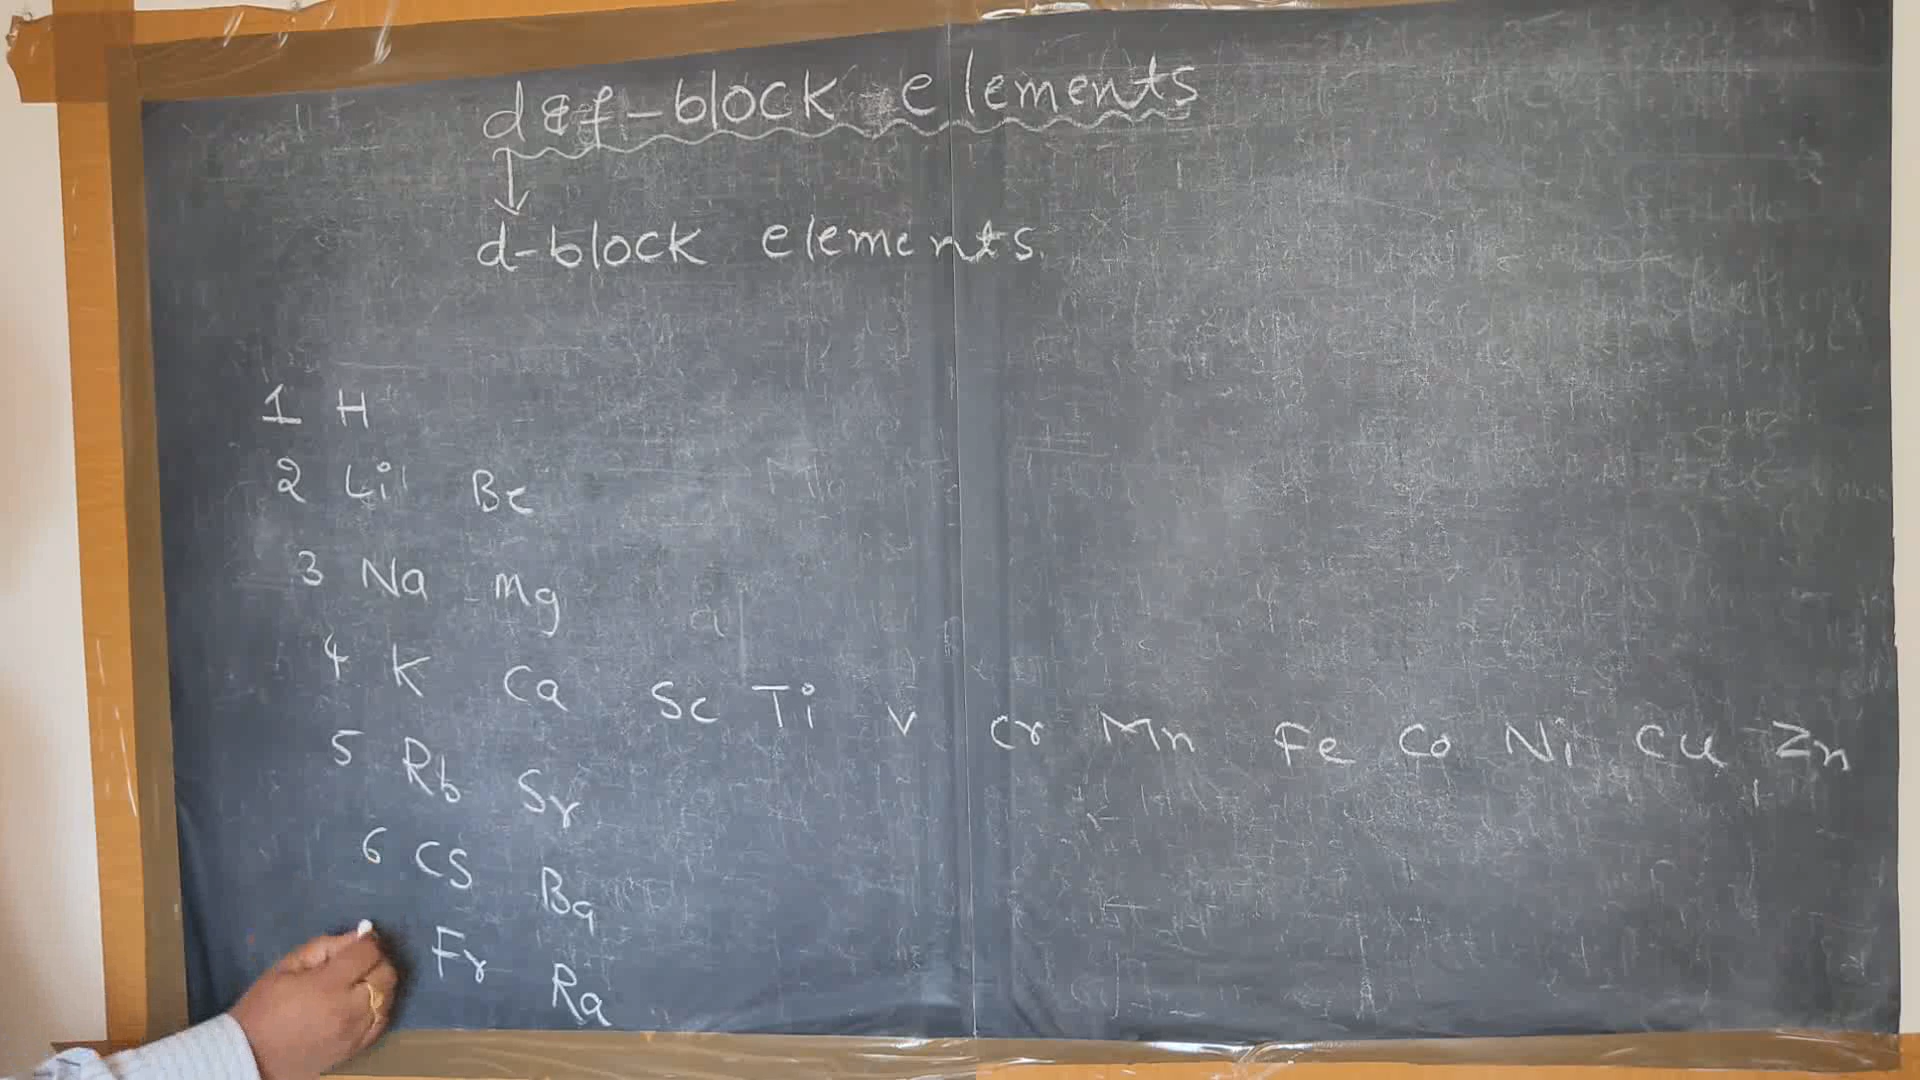 d & f - block elements
d-block elements.
1 H
2 Li Be
3 Na Mg
4 K Ca Sc Ti V Cr Mn Fe Co Ni Cu Zn
5 Rb Sr
6 CS Ba
Fr Ra